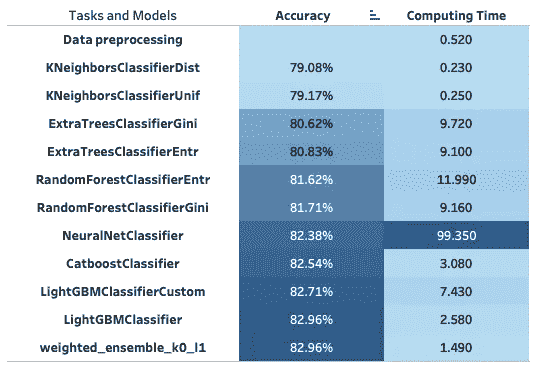 Tasks and Models Accuracy Computing Time
Data preprocessing 0.520
KNeighborsClassifierDist 79.08% 0.230
KNeighborsClassifierUnif 79.17% 0.250
ExtraTreesClassifierGini 80.62% 9.720
ExtraTreesClassifierEntr 80.83% 9.100
RandomForestClassifierEntr 81.62% 11.990
RandomForestClassifierGini 81.71% 9.160
NeuralNetClassifier 82.38% 99.350
CatboostClassifier 82.54% 3.080
LightGBMClassifierCustom 82.71% 7.430
LightGBMClassifier 82.96% 2.580
weighted_ensemble_k0_l1 82.96% 1.490